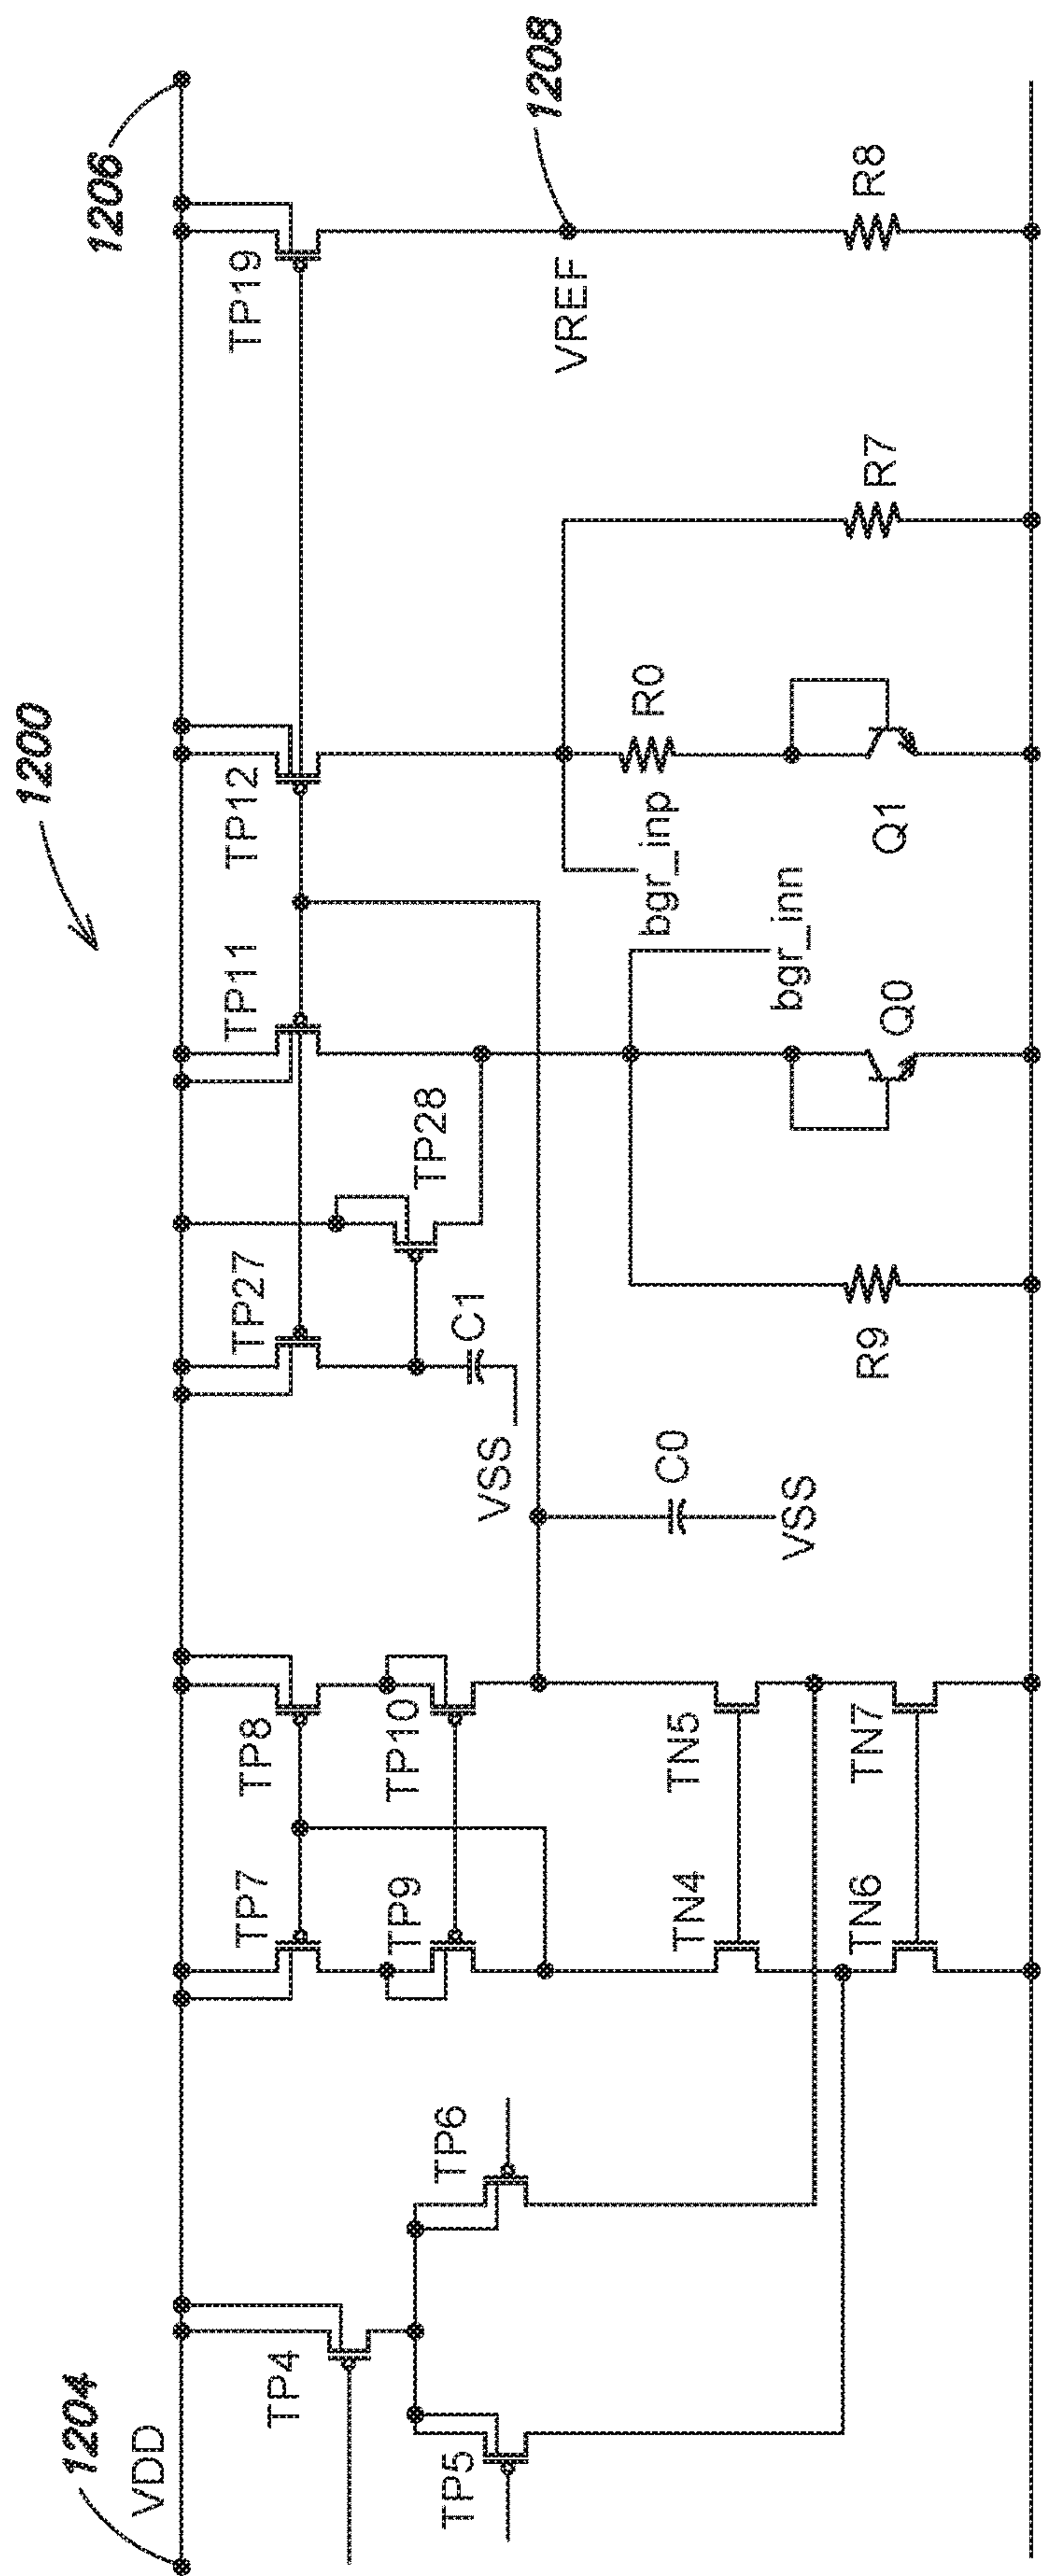 1200
1204
VDD
1206
TP4
TP5
TP6
TP7
TP8
TP9
TP10
TN4
TN5
TN6
TN7
C0
VSS
TP27
TP28
C1
VSS
TP11
TP12
TP19
bgr_inp
bgr_inn
R9
Q0
Q1
R0
R7
VREF
1208
R8